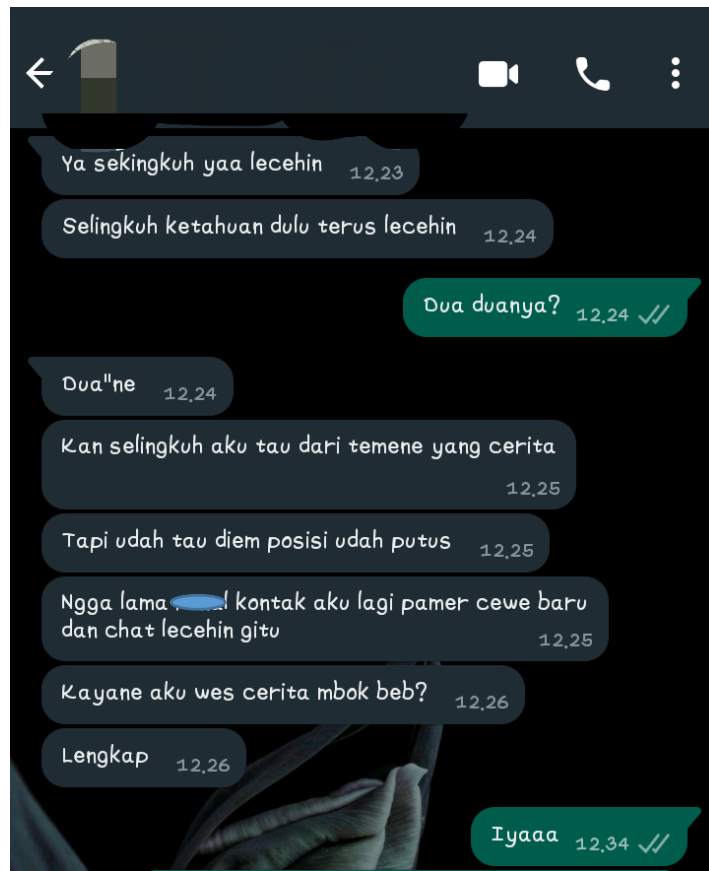 Ya sekingkuh yaa lecehin 12.23
Selingkuh ketahuan dulu terus lecehin 12.24
Dua duanya? 12.24
Dua"ne 12.24
Kan selingkuh aku tau dari temene yang cerita
12.25
Tapi udah tau diem posisi udah putus 12.25
Ngga lama kontak aku lagi pamer cewe baru
dan chat lecehin gitu 12.25
Kayane aku wes cerita mbok beb? 12.26
Lengkap 12.26
Iyaaa 12.34